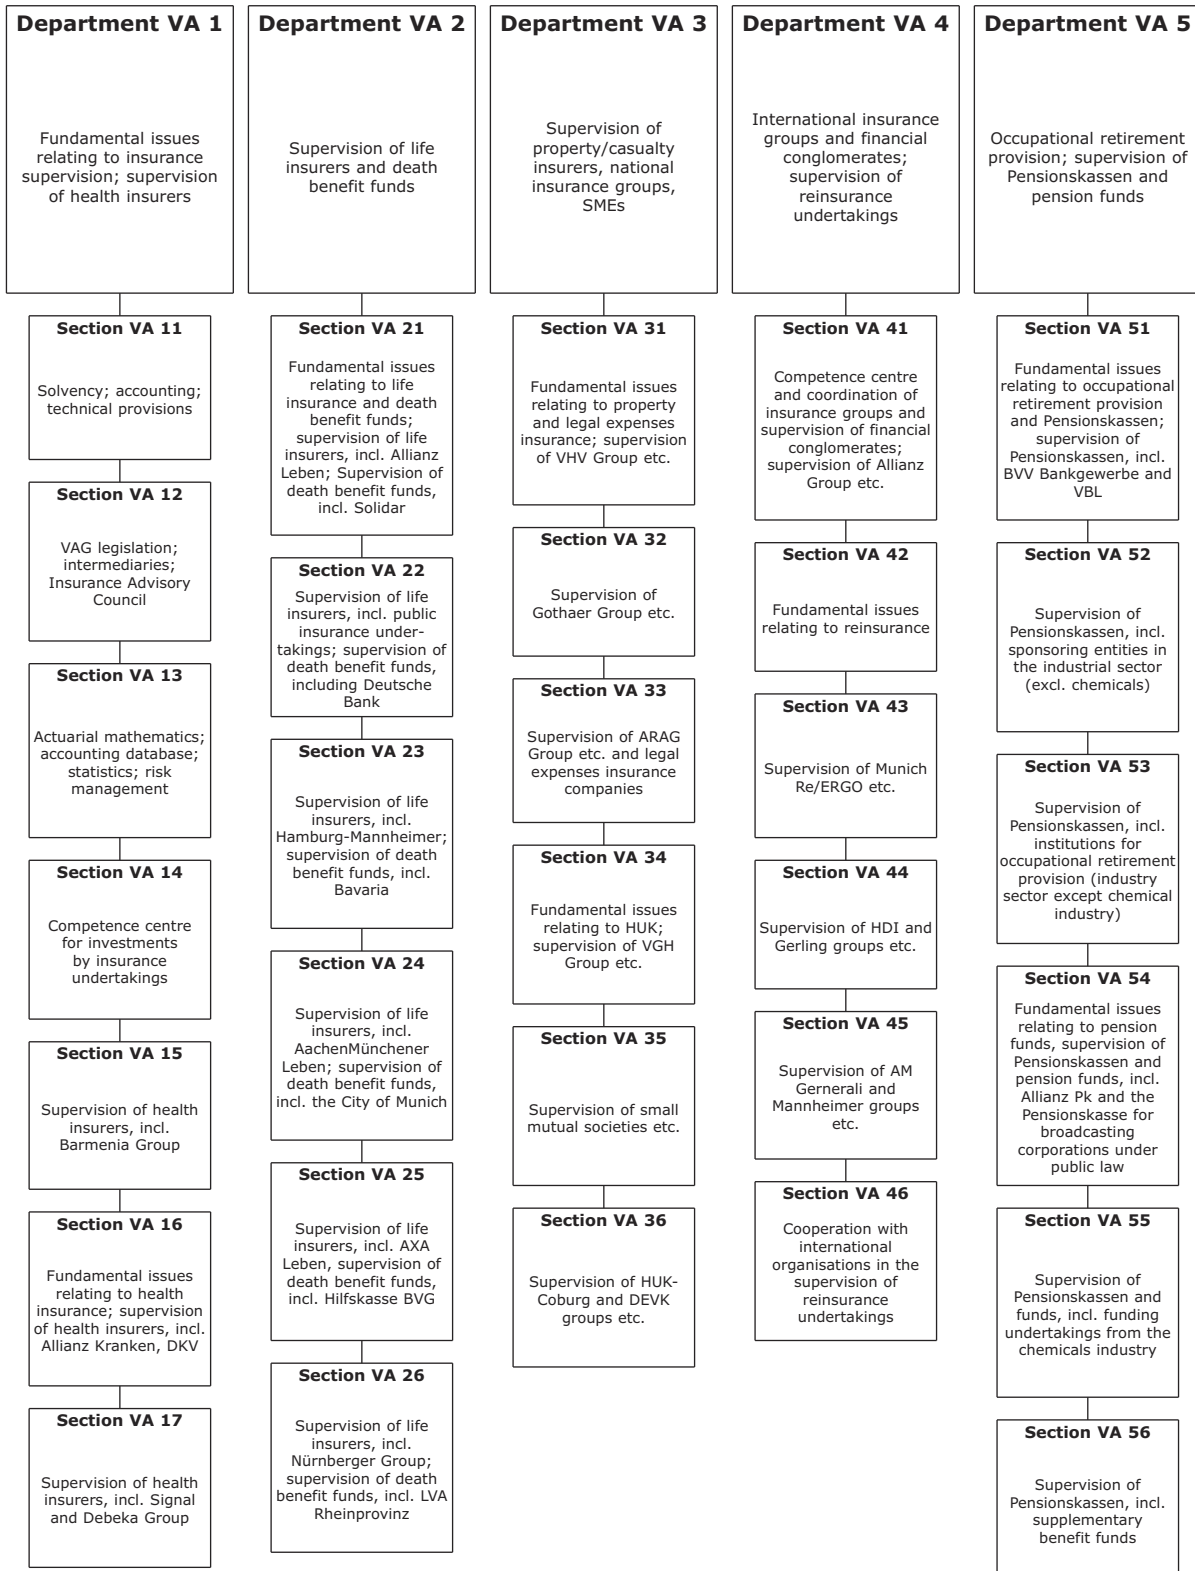 Department VA 1
Fundamental issues
relating to insurance
supervision; supervision
of health insurers
Section VA 11
Solvency; accounting;
technical provisions
Section VA 12
VAG legislation;
intermediaries;
Insurance Advisory
Council
Section VA 13
Actuarial mathematics;
accounting database;
statistics; risk
management
Section VA 14
Competence centre
for investments
by insurance
undertakings
Section VA 15
Supervision of health
insurers, incl.
Barmenia Group
Section VA 16
Fundamental issues
relating to health
insurance; supervision
of health insurers, incl.
Allianz Kranken, DKV
Section VA 17
Supervision of health
insurers, incl. Signal
and Debeka Group
Department VA 2
Supervision of life
insurers and death
benefit funds
Section VA 21
Fundamental issues
relating to life
insurance and death
benefit funds;
supervision of life
insurers, incl. Allianz
Leben; Supervision of
death benefit funds,
incl. Solidar
Section VA 22
Supervision of life
insurers, incl. public
insurance under-
takings; supervision of
death benefit funds,
including Deutsche
Bank
Section VA 23
Supervision of life
insurers, incl.
Hamburg-Mannheimer;
supervision of death
benefit funds, incl.
Bavaria
Section VA 24
Supervision of life
insurers, incl.
AachenMünchener
Leben; supervision of
death benefit funds,
incl. the City of Munich
Section VA 25
Supervision of life
insurers, incl. AXA
Leben, supervision of
death benefit funds,
incl. Hilfskasse BVG
Section VA 26
Supervision of life
insurers, incl.
Nürnberger Group;
supervision of death
benefit funds, incl. LVA
Rheinprovinz
Department VA 3
Supervision of
property/casualty
insurers, national
insurance groups,
SMEs
Section VA 31
Fundamental issues
relating to property
and legal expenses
insurance; supervision
of VHV Group etc.
Section VA 32
Supervision of
Gothaer Group etc.
Section VA 33
Supervision of ARAG
Group etc. and legal
expenses insurance
companies
Section VA 34
Fundamental issues
relating to HUK;
supervision of VGH
Group etc.
Section VA 35
Supervision of small
mutual societies etc.
Section VA 36
Supervision of HUK-
Coburg and DEVK
groups etc.
Department VA 4
International insurance
groups and financial
conglomerates;
supervision of
reinsurance
undertakings
Section VA 41
Competence centre
and coordination of
insurance groups and
supervision of financial
conglomerates;
supervision of Allianz
Group etc.
Section VA 42
Fundamental issues
relating to reinsurance
Section VA 43
Supervision of Munich
Re/ERGO etc.
Section VA 44
Supervision of HDI and
Gerling groups etc.
Section VA 45
Supervision of AM
Gernerali and
Mannheimer groups
etc.
Section VA 46
Cooperation with
international
organisations in the
supervision of
reinsurance
undertakings
Department VA 5
Occupational retirement
provision; supervision of
Pensionskassen and
pension funds
Section VA 51
Fundamental issues
relating to occupational
retirement provision
and Pensionskassen;
supervision of
Pensionskassen, incl.
BVV Bankgewerbe and
VBL
Section VA 52
Supervision of
Pensionskassen, incl.
sponsoring entities in
the industrial sector
(excl. chemicals)
Section VA 53
Supervision of
Pensionskassen, incl.
institutions for
occupational retirement
provision (industry
sector except chemical
industry)
Section VA 54
Fundamental issues
relating to pension
funds, supervision of
Pensionskassen and
pension funds, incl.
Allianz Pk and the
Pensionskasse for
broadcasting
corporations under
public law
Section VA 55
Supervision of
Pensionskassen and
funds, incl. funding
undertakings from the
chemicals industry
Section VA 56
Supervision of
Pensionskassen, incl.
supplementary
benefit funds